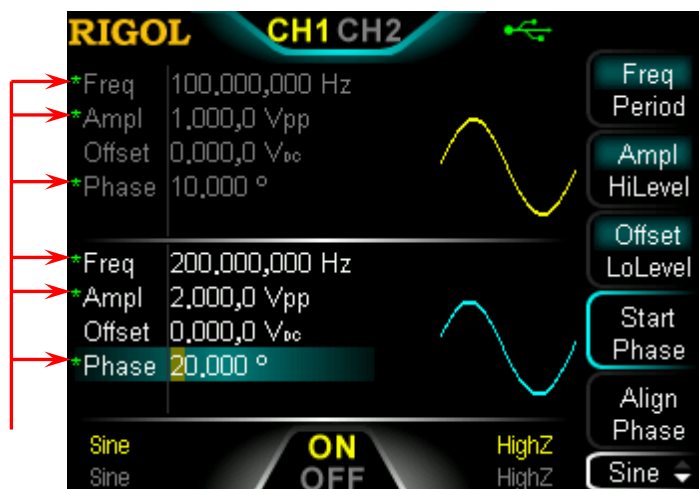 RIGOL CH1 CH2
*Freq 100.000,000 Hz
*Ampl 1.000,0 Vpp
Offset 0.000,0 VDC
*Phase 10.000 °
*Freq 200.000,000 Hz
*Ampl 2.000,0 Vpp
Offset 0.000,0 VDC
*Phase 20.000 °
Sine ON HighZ
Sine OFF HighZ
Freq
Period
Ampl
HiLevel
Offset
LoLevel
Start
Phase
Align
Phase
Sine